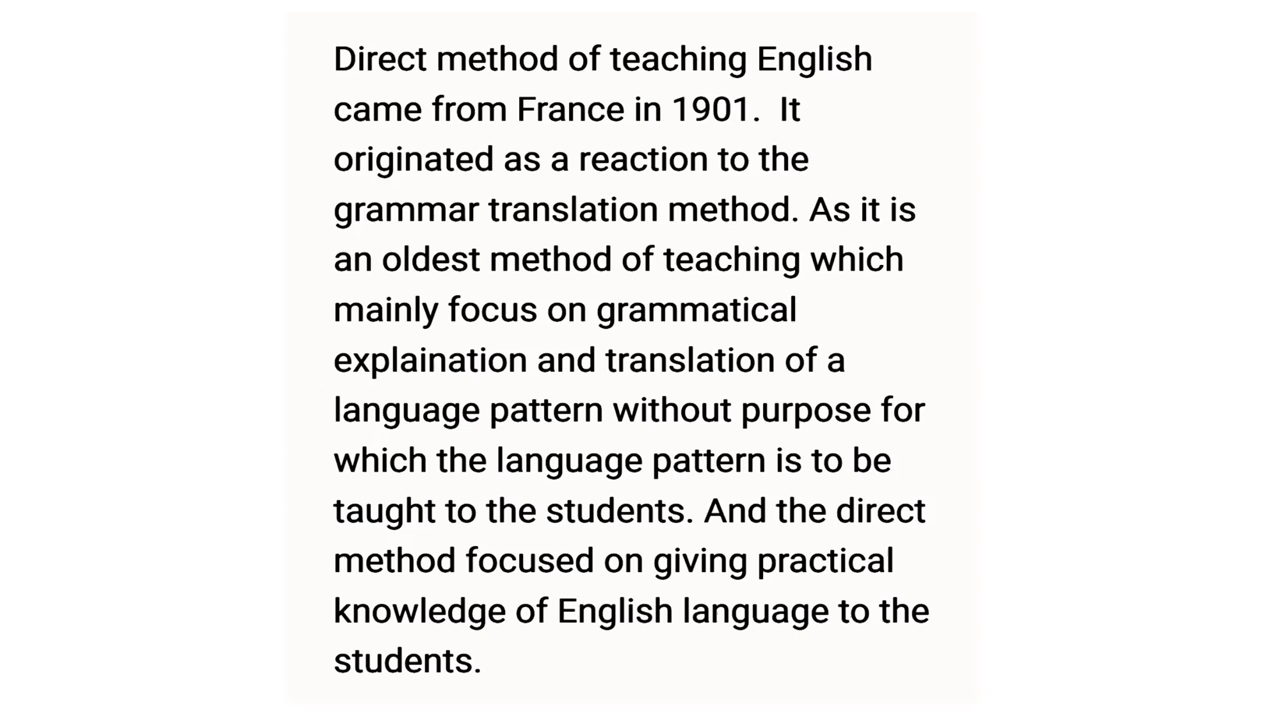 Direct method of teaching English
came from France in 1901.  It
originated as a reaction to the
grammar translation method. As it is
an oldest method of teaching which
mainly focus on grammatical
explaination and translation of a
language pattern without purpose for
which the language pattern is to be
taught to the students. And the direct
method focused on giving practical
knowledge of English language to the
students.